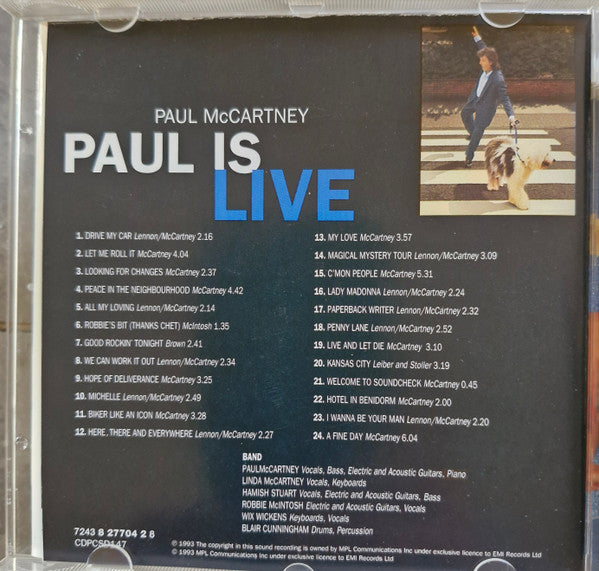 PAUL McCARTNEY
PAUL IS
LIVE
1. DRIVE MY CAR Lennon/McCartney 2.16
2. LET ME ROLL IT McCartney 4.04
3. LOOKING FOR CHANGES McCartney 2.37
4. PEACE IN THE NEIGHBOURHOOD McCartney 4.42
5. ALL MY LOVING Lennon/McCartney 2.14
6. ROBBIE'S BIT (THANKS CHET) McIntosh 1.35
7. GOOD ROCKIN' TONIGHT Brown 2.41
8. WE CAN WORK IT OUT Lennon/McCartney 2.34
9. HOPE OF DELIVERANCE McCartney 3.25
10. MICHELLE Lennon/McCartney 2.49
11. BIKER LIKE AN ICON McCartney 3.28
12. HERE, THERE AND EVERYWHERE Lennon/McCartney 2.27
13. MY LOVE McCartney 3.57
14. MAGICAL MYSTERY TOUR Lennon/McCartney 3.09
15. C'MON PEOPLE McCartney 5.31
16. LADY MADONNA Lennon/McCartney 2.24
17. PAPERBACK WRITER Lennon/McCartney 2.32
18. PENNY LANE Lennon/McCartney 2.52
19. LIVE AND LET DIE McCartney 3.10
20. KANSAS CITY Leiber and Stoller 3.19
21. WELCOME TO SOUNDCHECK McCartney 0.45
22. HOTEL IN BENIDORM McCartney 2.00
23. I WANNA BE YOUR MAN Lennon/McCartney 2.20
24. A FINE DAY McCartney 6.04
BAND
PAULMcCARTNEY Vocals, Bass, Electric and Acoustic Guitars, Piano
LINDA McCARTNEY Vocals, Keyboards
HAMISH STUART Vocals, Electric and Acoustic Guitars, Bass
ROBBIE McINTOSH Electric and Acoustic Guitars, Vocals
WIX WICKENS Keyboards, Vocals
BLAIR CUNNINGHAM Drums, Percussion
7243 8 27704 2 8
CDPCSD147
℗ 1993 The copyright in this sound recording is owned by MPL Communications Inc under exclusive licence to EMI Records Ltd
© 1993 MPL Communications Inc under exclusive licence to EMI Records Ltd